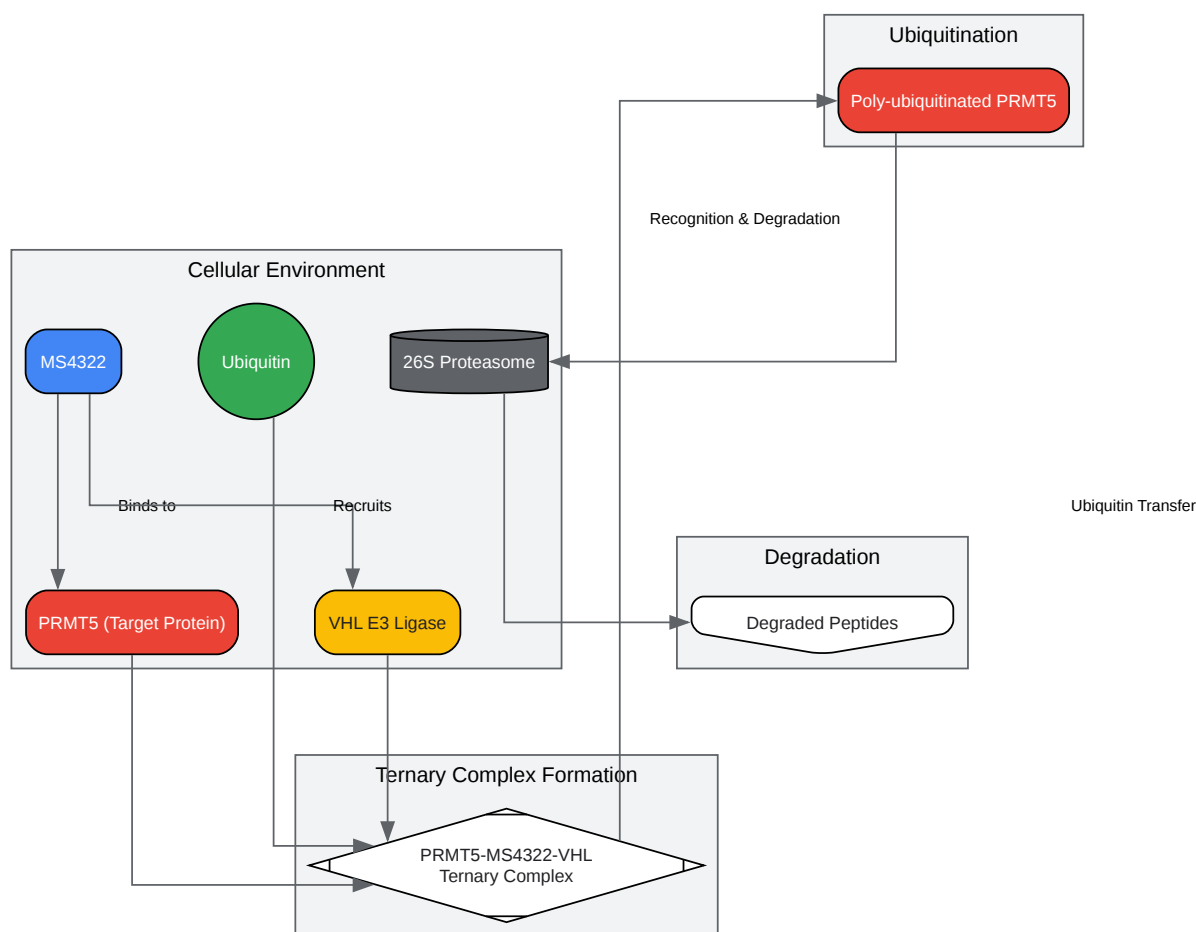 Ubiquitination
Poly-ubiquitinated PRMT5
Recognition & Degradation
Cellular Environment
MS4322
Ubiquitin
26S Proteasome
Binds to
Recruits
Ubiquitin Transfer
PRMT5 (Target Protein)
VHL E3 Ligase
Degradation
Degraded Peptides
Ternary Complex Formation
PRMT5-MS4322-VHL
Ternary Complex